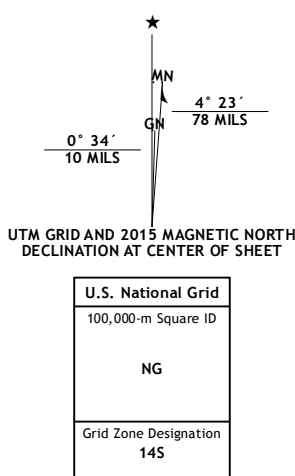 MN
4° 23´
78 MILS
GN
0° 34´
10 MILS
UTM GRID AND 2015 MAGNETIC NORTH
DECLINATION AT CENTER OF SHEET
U.S. National Grid
100,000-m Square ID
NG
Grid Zone Designation
14S